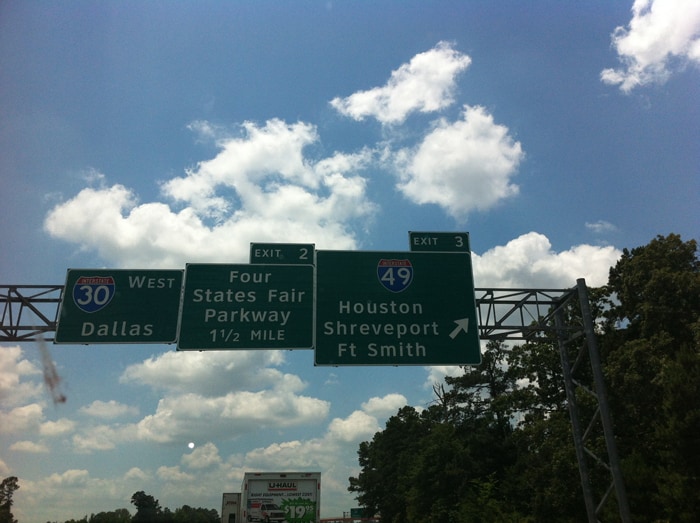 INTERSTATE
30
WEST
Dallas
EXIT 2
Four
States Fair
Parkway
1 1/2 MILE
EXIT 3
INTERSTATE
49
Houston
Shreveport
Ft Smith
U-HAUL
$19.95